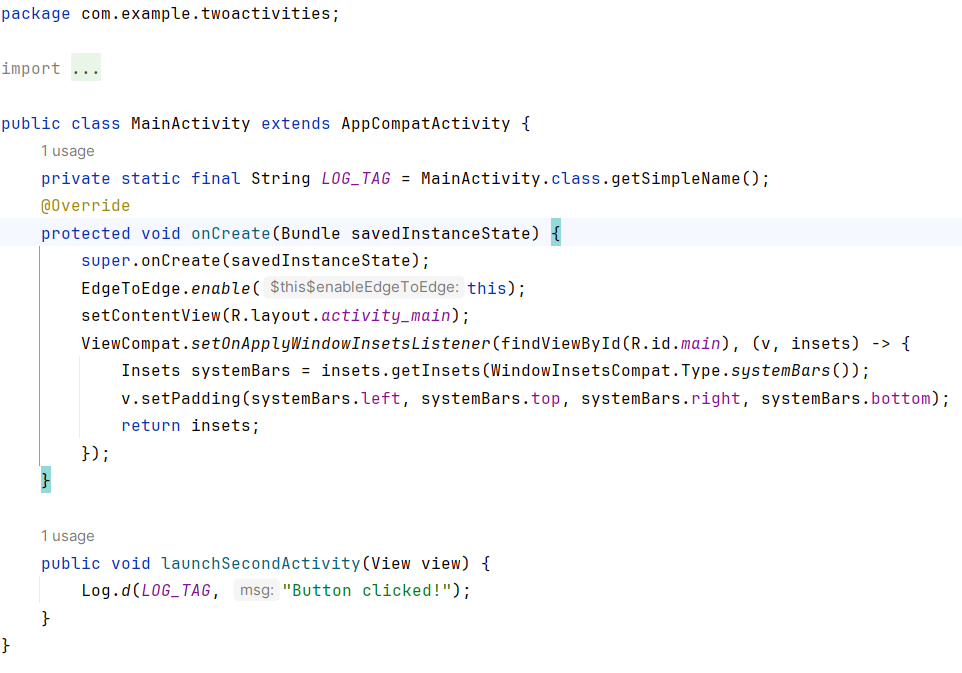 package com.example.twoactivities;
import ...
public class MainActivity extends AppCompatActivity {
1 usage
private static final String LOG_TAG = MainActivity.class.getSimpleName();
@Override
protected void onCreate(Bundle savedInstanceState) {
super.onCreate(savedInstanceState);
EdgeToEdge.enable( $this$enableEdgeToEdge: this);
setContentView(R.layout.activity_main);
ViewCompat.setOnApplyWindowInsetsListener(findViewById(R.id.main), (v, insets) -> {
Insets systemBars = insets.getInsets(WindowInsetsCompat.Type.systemBars());
v.setPadding(systemBars.left, systemBars.top, systemBars.right, systemBars.bottom);
return insets;
});
}
1 usage
public void launchSecondActivity(View view) {
Log.d(LOG_TAG, msg: "Button clicked!");
}
}